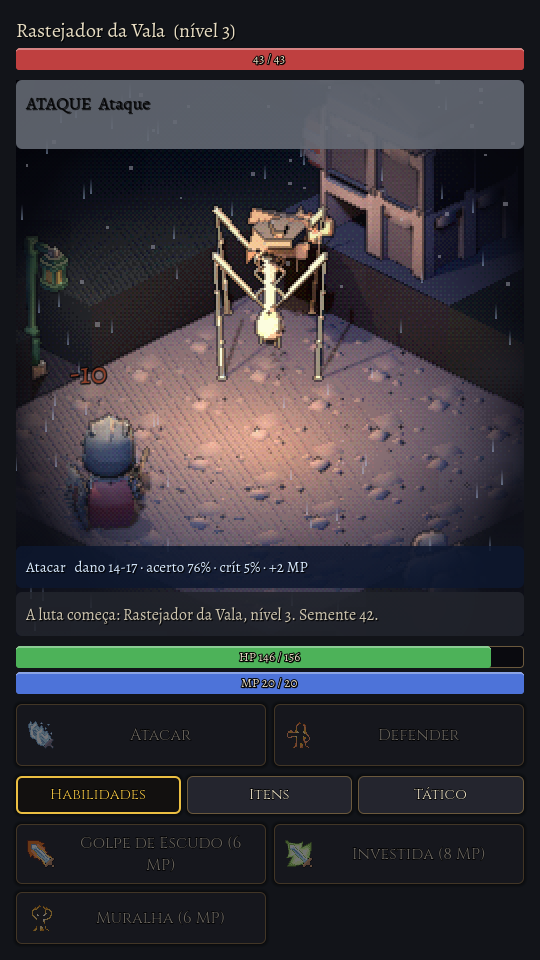 Rastejador da Vala (nível 3)
43 / 43
ATAQUE Ataque
-10
Atacar dano 14-17 · acerto 76% · crít 5% · +2 MP
A luta começa: Rastejador da Vala, nível 3. Semente 42.
HP 146 / 156
MP 20 / 20
Atacar
Defender
Habilidades
Itens
Tático
Golpe de Escudo (6
MP)
Investida (8 MP)
Muralha (6 MP)